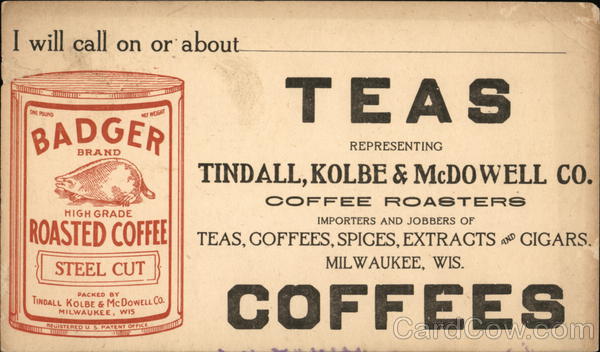 I will call on or about
ONE POUND NET WEIGHT
BADGER
BRAND
HIGH GRADE
ROASTED COFFEE
STEEL CUT
PACKED BY
TINDALL KOLBE & McDOWELL CO.
MILWAUKEE, WIS
REGISTERED U.S. PATENT OFFICE
TEAS
REPRESENTING
TINDALL, KOLBE & McDOWELL CO.
COFFEE ROASTERS
IMPORTERS AND JOBBERS OF
TEAS, COFFEES, SPICES, EXTRACTS AND CIGARS.
MILWAUKEE, WIS.
COFFEES
CardCow.com